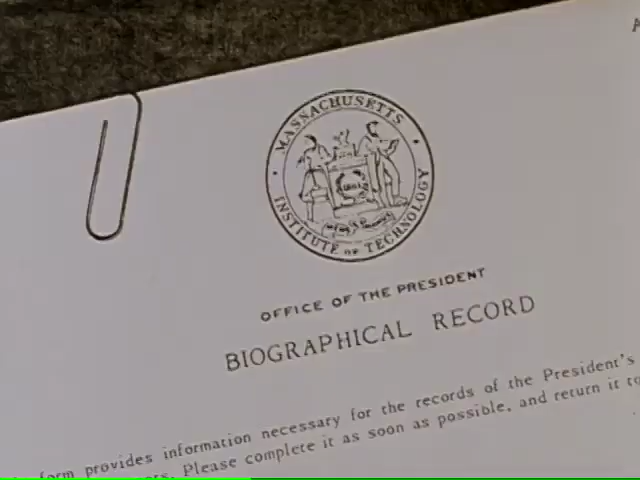 MASSACHUSETTS
INSTITUTE OF TECHNOLOGY
OFFICE OF THE PRESIDENT
BIOGRAPHICAL RECORD
form provides information necessary for the records of the President's
Please complete it as soon as possible, and return it to